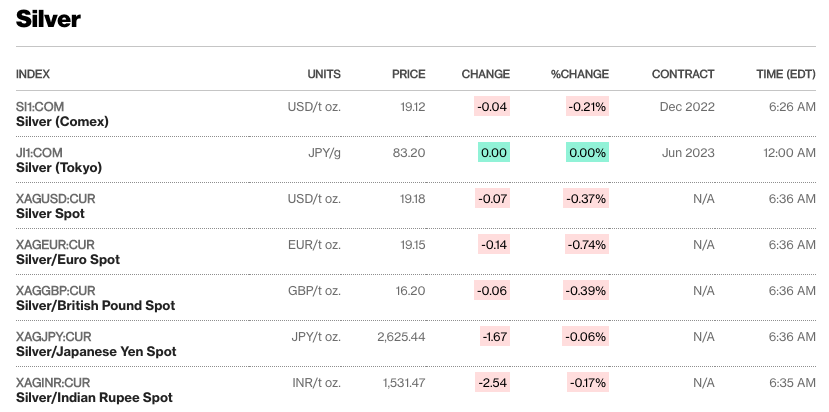 Silver
INDEX UNITS PRICE CHANGE %CHANGE CONTRACT TIME (EDT)
SI1:COM USD/t oz. 19.12 -0.04 -0.21% Dec 2022 6:26 AM
Silver (Comex)
JI1:COM JPY/g 83.20 0.00 0.00% Jun 2023 12:00 AM
Silver (Tokyo)
XAGUSD:CUR USD/t oz. 19.18 -0.07 -0.37% N/A 6:36 AM
Silver Spot
XAGEUR:CUR EUR/t oz. 19.15 -0.14 -0.74% N/A 6:36 AM
Silver/Euro Spot
XAGGBP:CUR GBP/t oz. 16.20 -0.06 -0.39% N/A 6:36 AM
Silver/British Pound Spot
XAGJPY:CUR JPY/t oz. 2,625.44 -1.67 -0.06% N/A 6:36 AM
Silver/Japanese Yen Spot
XAGINR:CUR INR/t oz. 1,531.47 -2.54 -0.17% N/A 6:35 AM
Silver/Indian Rupee Spot